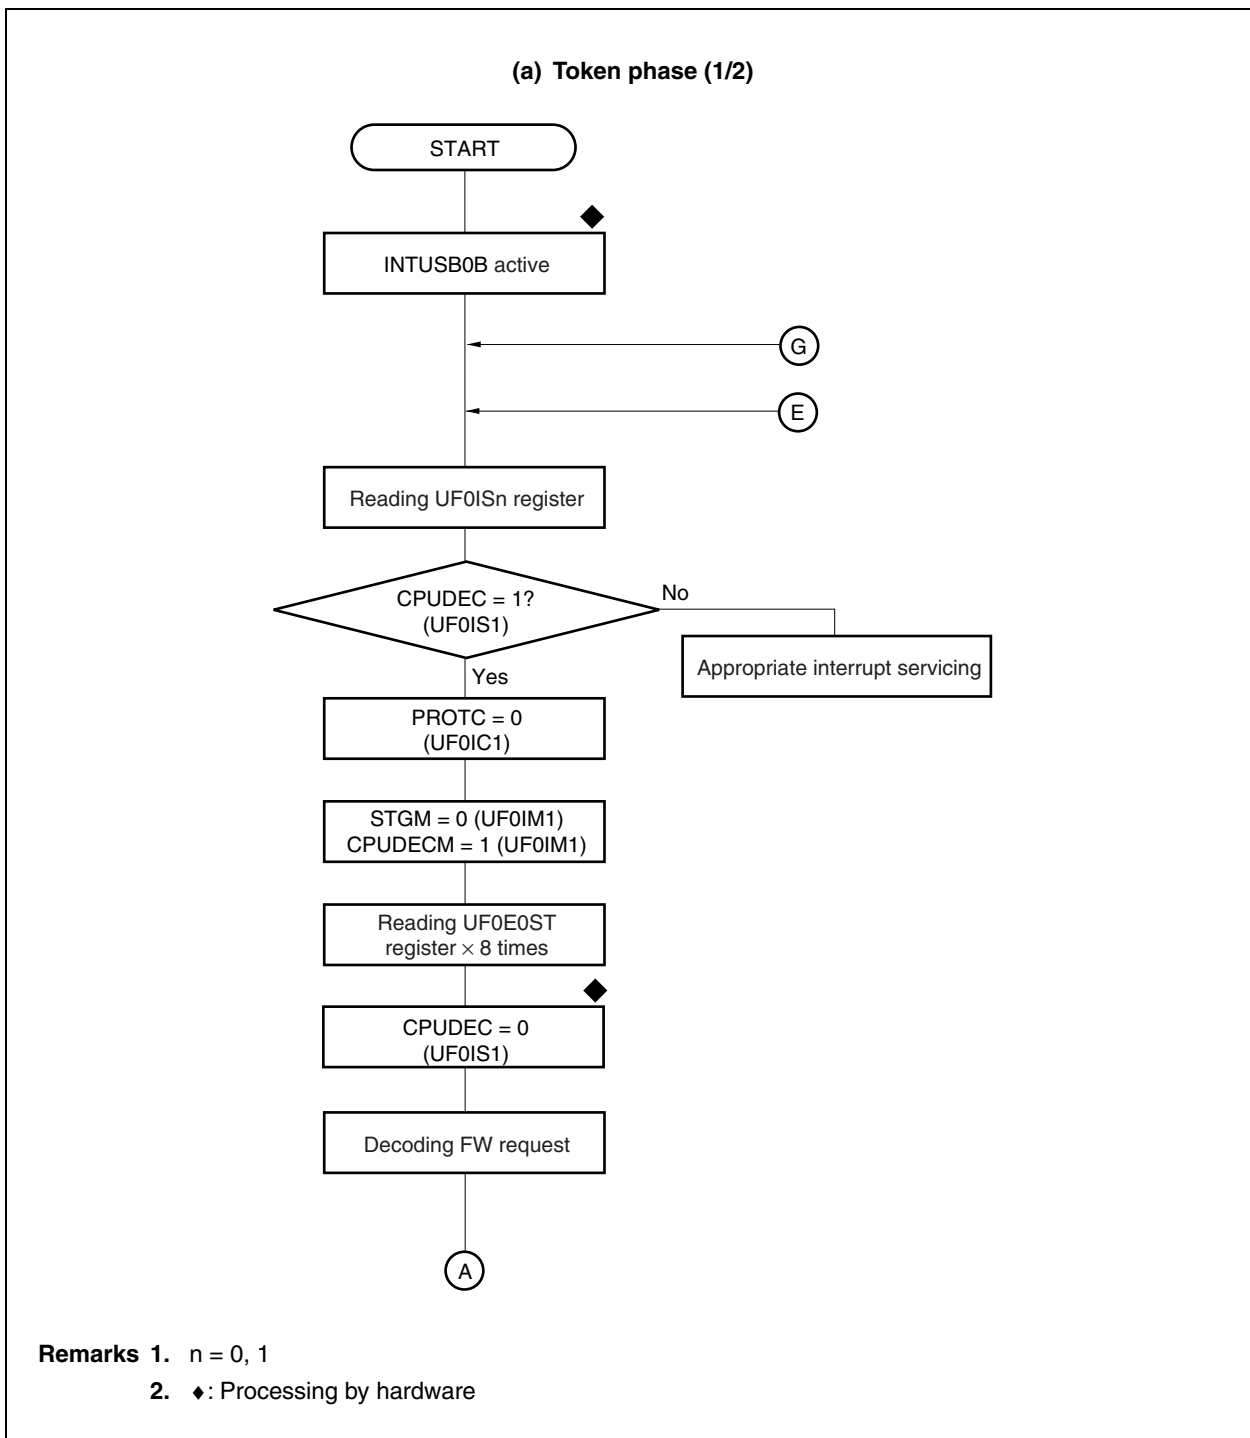 (a) Token phase (1/2)
START
INTUSB0B active
G
E
Reading UF0ISn register
CPUDEC = 1?
(UF0IS1)
No
Appropriate interrupt servicing
Yes
PROTC = 0
(UF0IC1)
STGM = 0 (UF0IM1)
CPUDECM = 1 (UF0IM1)
Reading UF0E0ST
register × 8 times
CPUDEC = 0
(UF0IS1)
Decoding FW request
A
Remarks 1. n = 0, 1
2. ♦: Processing by hardware